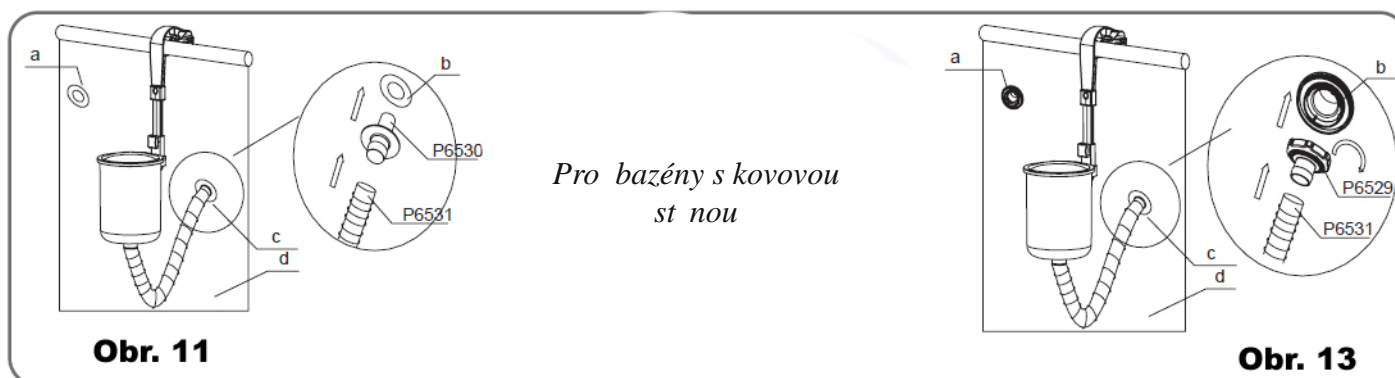 a
b
P6530
P6531
c
d
Obr. 11
Pro bazény s kovovou
st nou
a
b
P6529
P6531
c
d
Obr. 13